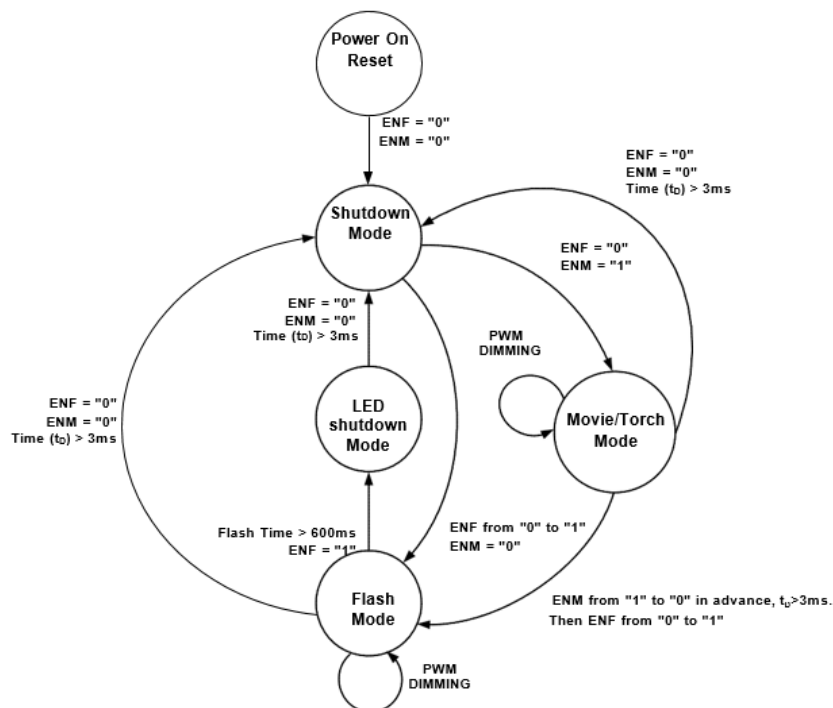 Power On
Reset
ENF = "0"
ENM = "0"
ENF = "0"
ENM = "0"
Time (tD) > 3ms
Shutdown
Mode
ENF = "0"
ENM = "1"
ENF = "0"
ENM = "0"
Time (tD) > 3ms
PWM
DIMMING
ENF = "0"
ENM = "0"
Time (tD) > 3ms
LED
shutdown
Mode
Movie/Torch
Mode
Flash Time > 600ms
ENF = "1"
ENF from "0" to "1"
ENM = "0"
Flash
Mode
ENM from "1" to "0" in advance, tD>3ms.
Then ENF from "0" to "1"
PWM
DIMMING